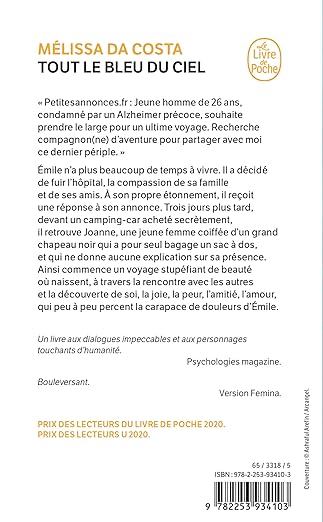 MÉLISSA DA COSTA
TOUT LE BLEU DU CIEL
Le Livre de Poche
« Petitesannonces.fr : Jeune homme de 26 ans,
condamné par un Alzheimer précoce, souhaite
prendre le large pour un ultime voyage. Recherche
compagnon(ne) d’aventure pour partager avec moi
ce dernier périple. »
Émile n’a plus beaucoup de temps à vivre. Il a décidé
de fuir l’hôpital, la compassion de sa famille
et de ses amis. À son propre étonnement, il reçoit
une réponse à son annonce. Trois jours plus tard,
devant un camping-car acheté secrètement,
il retrouve Joanne, une jeune femme coiffée d’un grand
chapeau noir qui a pour seul bagage un sac à dos,
et qui ne donne aucune explication sur sa présence.
Ainsi commence un voyage stupéfiant de beauté
où naissent, à travers la rencontre avec les autres
et la découverte de soi, la joie, la peur, l’amitié, l’amour,
qui peu à peu percent la carapace de douleurs d’Émile.
Un livre aux dialogues impeccables et aux personnages
touchants d’humanité.
Psychologies magazine.
Bouleversant.
Version Femina.
PRIX DES LECTEURS DU LIVRE DE POCHE 2020.
PRIX DES LECTEURS U 2020.
65 / 3318 / 5
ISBN : 978-2-253-93410-3
9 782253 934103
Couverture : © Ashraful Arefin / Arcangel.